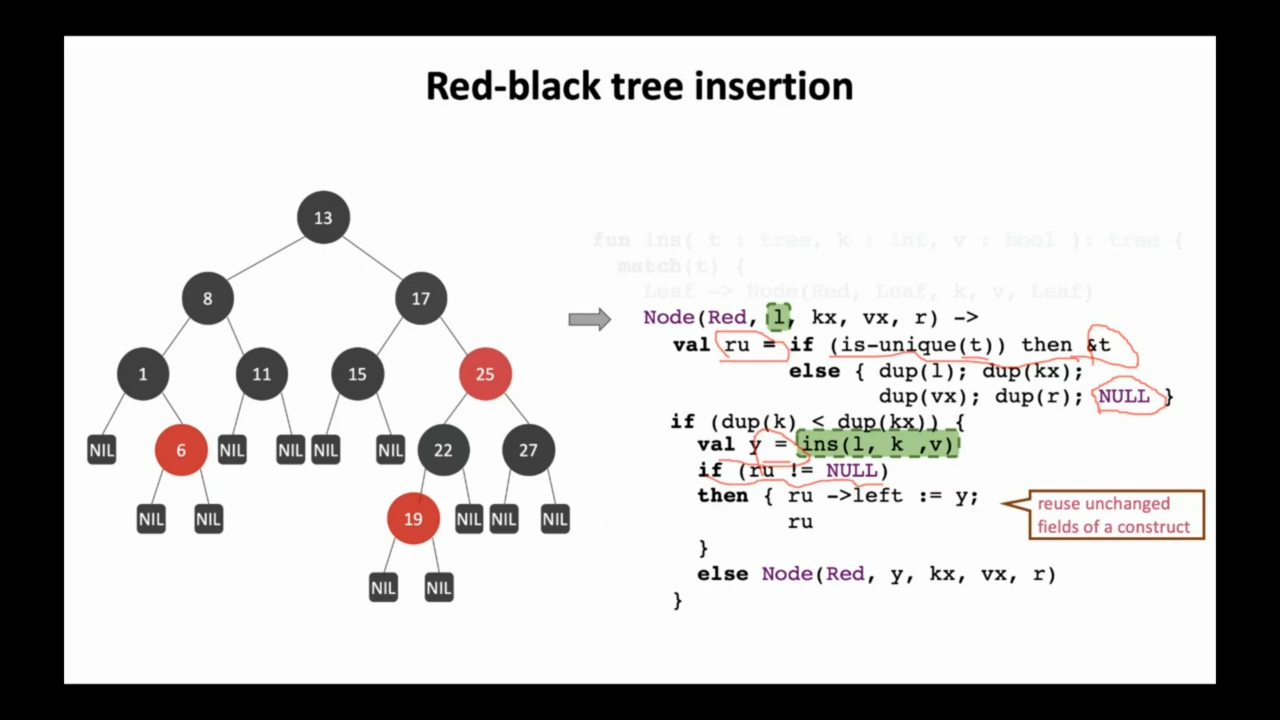 Red-black tree insertion
13
8
17
1
11
15
25
NIL
6
NIL
NIL
NIL
NIL
22
27
NIL
NIL
19
NIL
NIL
NIL
NIL
NIL
fun ins( t : tree, k : int, v : bool ): tree {
match(t) {
Leaf -> Node(Red, Leaf, k, v, Leaf)
Node(Red, l, kx, vx, r) ->
val ru = if (is-unique(t)) then &t
else { dup(l); dup(kx);
dup(vx); dup(r); NULL }
if (dup(k) < dup(kx)) {
val y = ins(l, k ,v)
if (ru != NULL)
then { ru ->left := y;
ru
}
else Node(Red, y, kx, vx, r)
}
reuse unchanged
fields of a construct